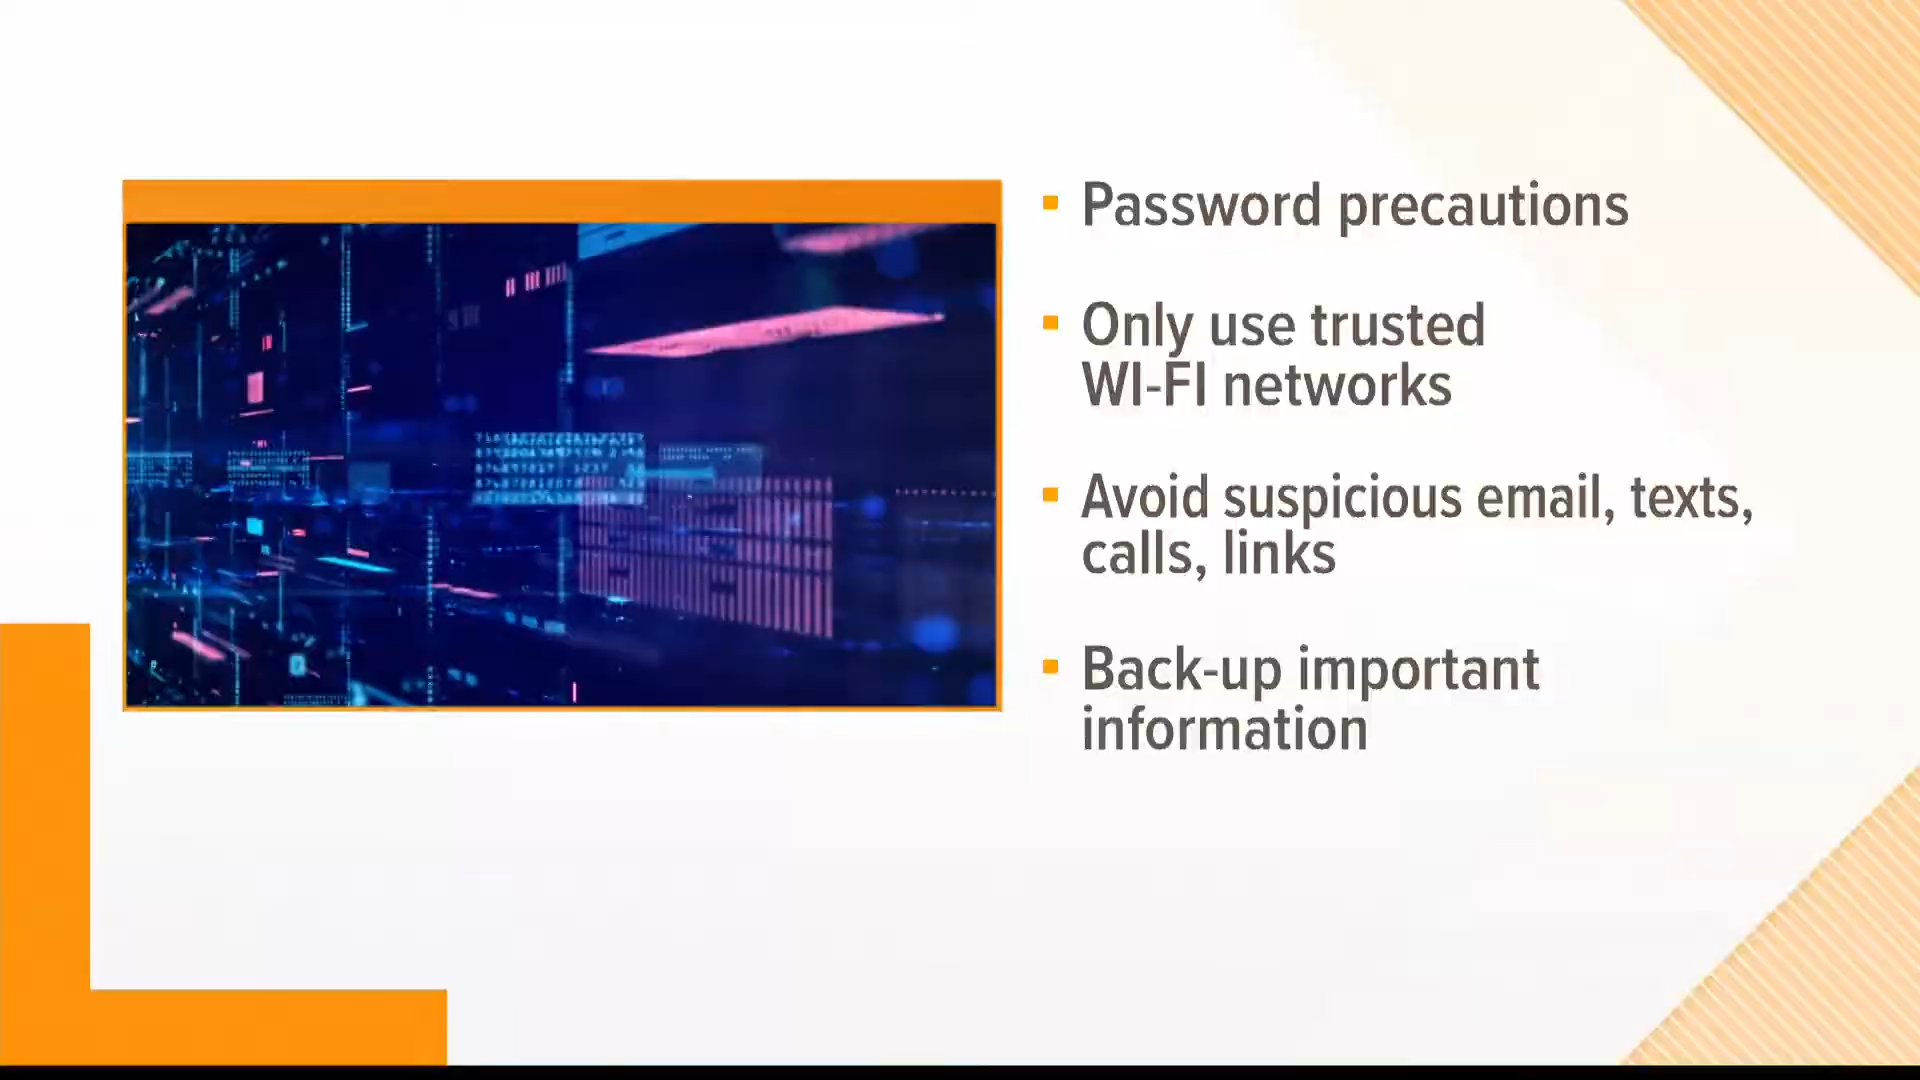 Password precautions
Only use trusted
WI-FI networks
Avoid suspicious email, texts,
calls, links
Back-up important
information